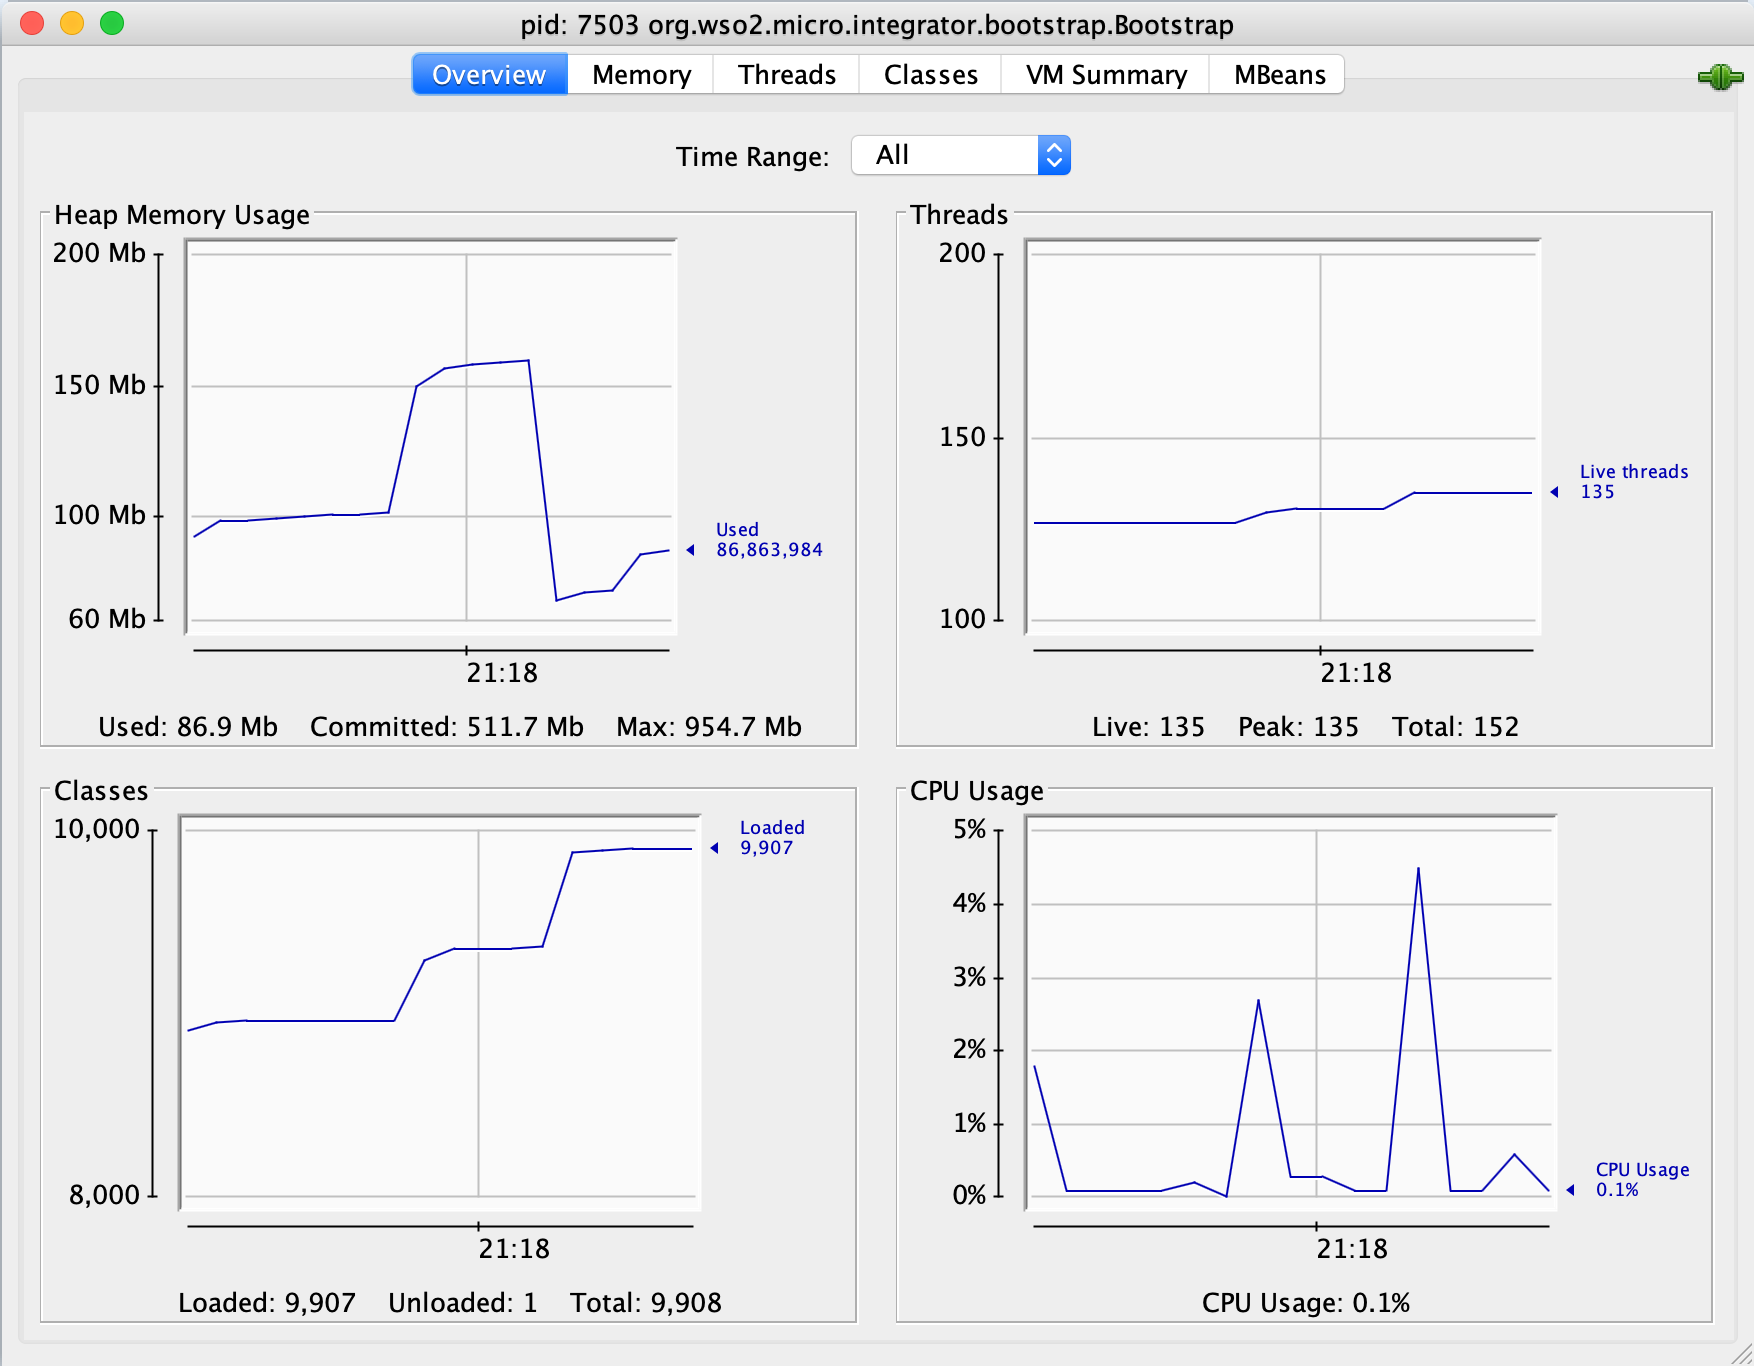 pid: 7503 org.wso2.micro.integrator.bootstrap.Bootstrap
Overview Memory Threads Classes VM Summary MBeans
Time Range: All
Heap Memory Usage
200 Mb
150 Mb
100 Mb
60 Mb
Used
86,863,984
21:18
Used: 86.9 Mb Committed: 511.7 Mb Max: 954.7 Mb
Threads
200
150
100
Live threads
135
21:18
Live: 135 Peak: 135 Total: 152
Classes
10,000
8,000
Loaded
9,907
21:18
Loaded: 9,907 Unloaded: 1 Total: 9,908
CPU Usage
5%
4%
3%
2%
1%
0%
CPU Usage
0.1%
21:18
CPU Usage: 0.1%